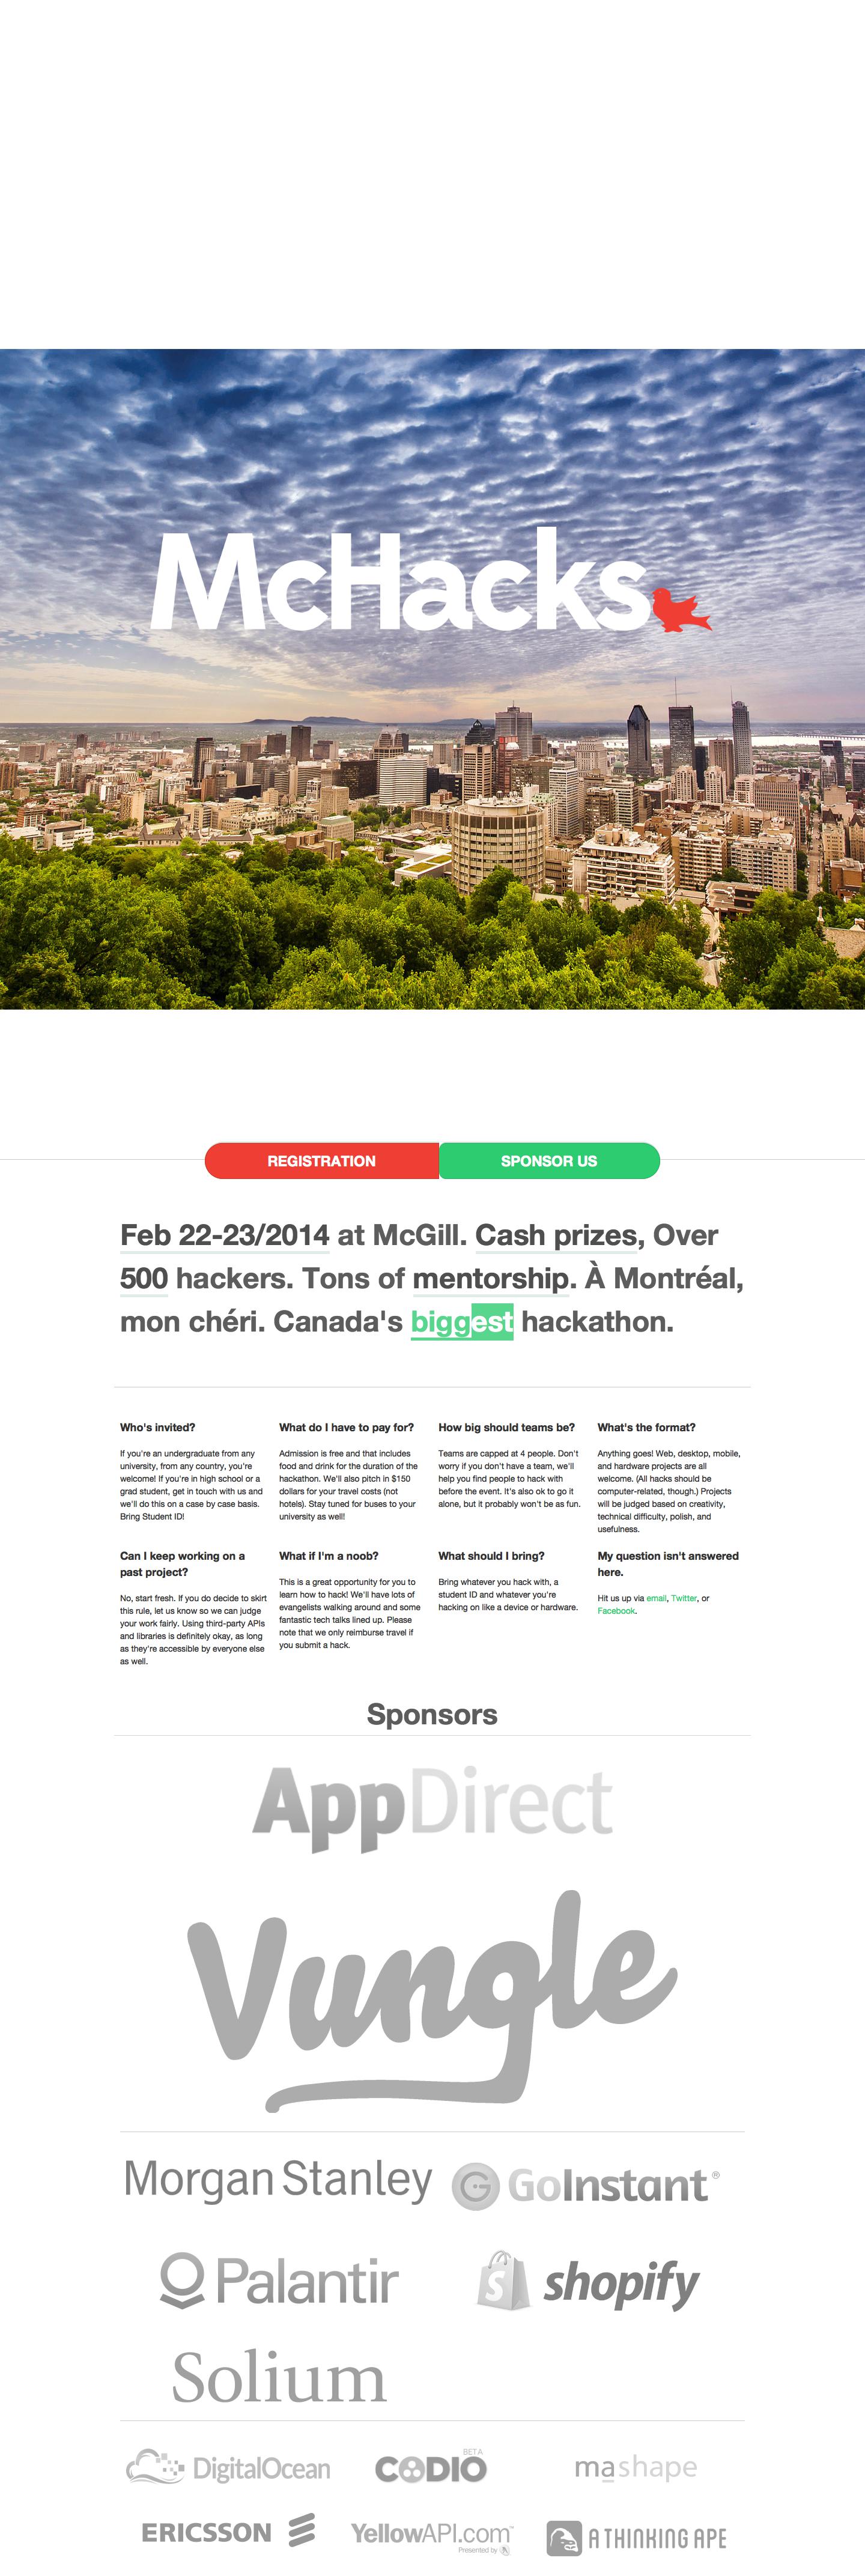 McHacks
REGISTRATION
SPONSOR US
Feb 22-23/2014 at McGill. Cash prizes, Over
500 hackers. Tons of mentorship. À Montréal,
mon chéri. Canada's biggest hackathon.
Who's invited?
If you're an undergraduate from any
university, from any country, you're
welcome! If you're in high school or a
grad student, get in touch with us and
we'll do this on a case by case basis.
Bring Student ID!
What do I have to pay for?
Admission is free and that includes
food and drink for the duration of the
hackathon. We'll also pitch in $150
dollars for your travel costs (not
hotels). Stay tuned for buses to your
university as well!
How big should teams be?
Teams are capped at 4 people. Don't
worry if you don't have a team, we'll
help you find people to hack with
before the event. It's also ok to go it
alone, but it probably won't be as fun.
What's the format?
Anything goes! Web, desktop, mobile,
and hardware projects are all
welcome. (All hacks should be
computer-related, though.) Projects
will be judged based on creativity,
technical difficulty, polish, and
usefulness.
Can I keep working on a
past project?
No, start fresh. If you do decide to skirt
this rule, let us know so we can judge
your work fairly. Using third-party APIs
and libraries is definitely okay, as long
as they're accessible by everyone else
as well.
What if I'm a noob?
This is a great opportunity for you to
learn how to hack! We'll have lots of
evangelists walking around and some
fantastic tech talks lined up. Please
note that we only reimburse travel if
you submit a hack.
What should I bring?
Bring whatever you hack with, a
student ID and whatever you're
hacking on like a device or hardware.
My question isn't answered
here.
Hit us up via email, Twitter, or
Facebook.
Sponsors
AppDirect
Vungle
Morgan Stanley
GoInstant®
Palantir
shopify
Solium
DigitalOcean
CODIO BETA
mashape
ERICSSON
YellowAPI.com™
Presented by
A THINKING APE